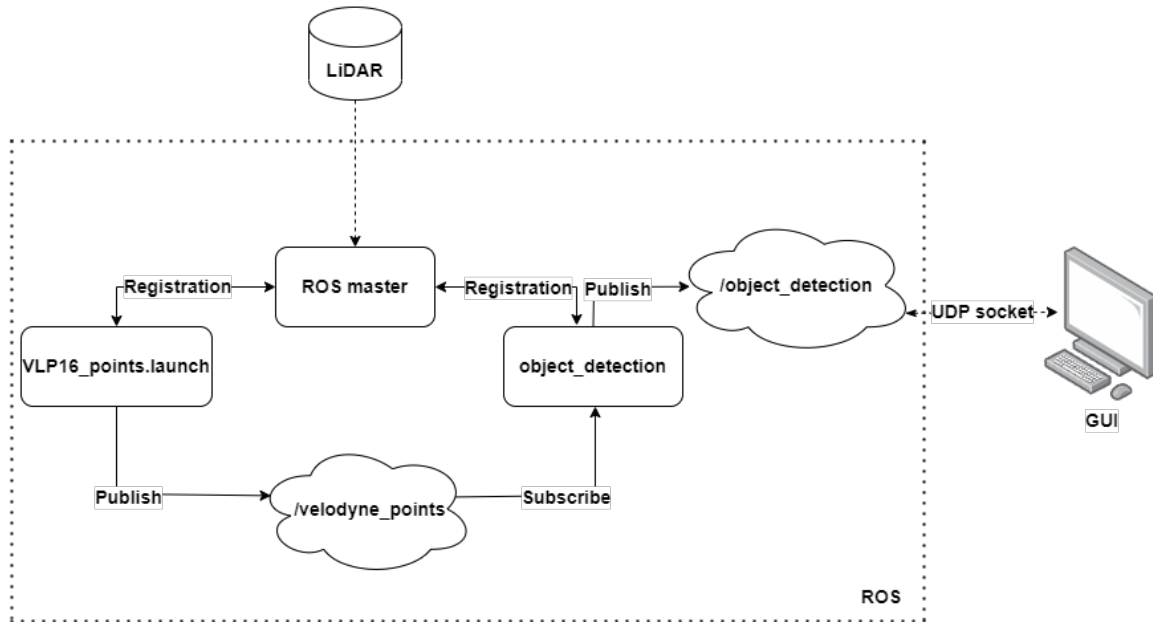 LiDAR
Registration
ROS master
Registration
Publish
/object_detection
UDP socket
VLP16_points.launch
object_detection
GUI
Publish
/velodyne_points
Subscribe
ROS